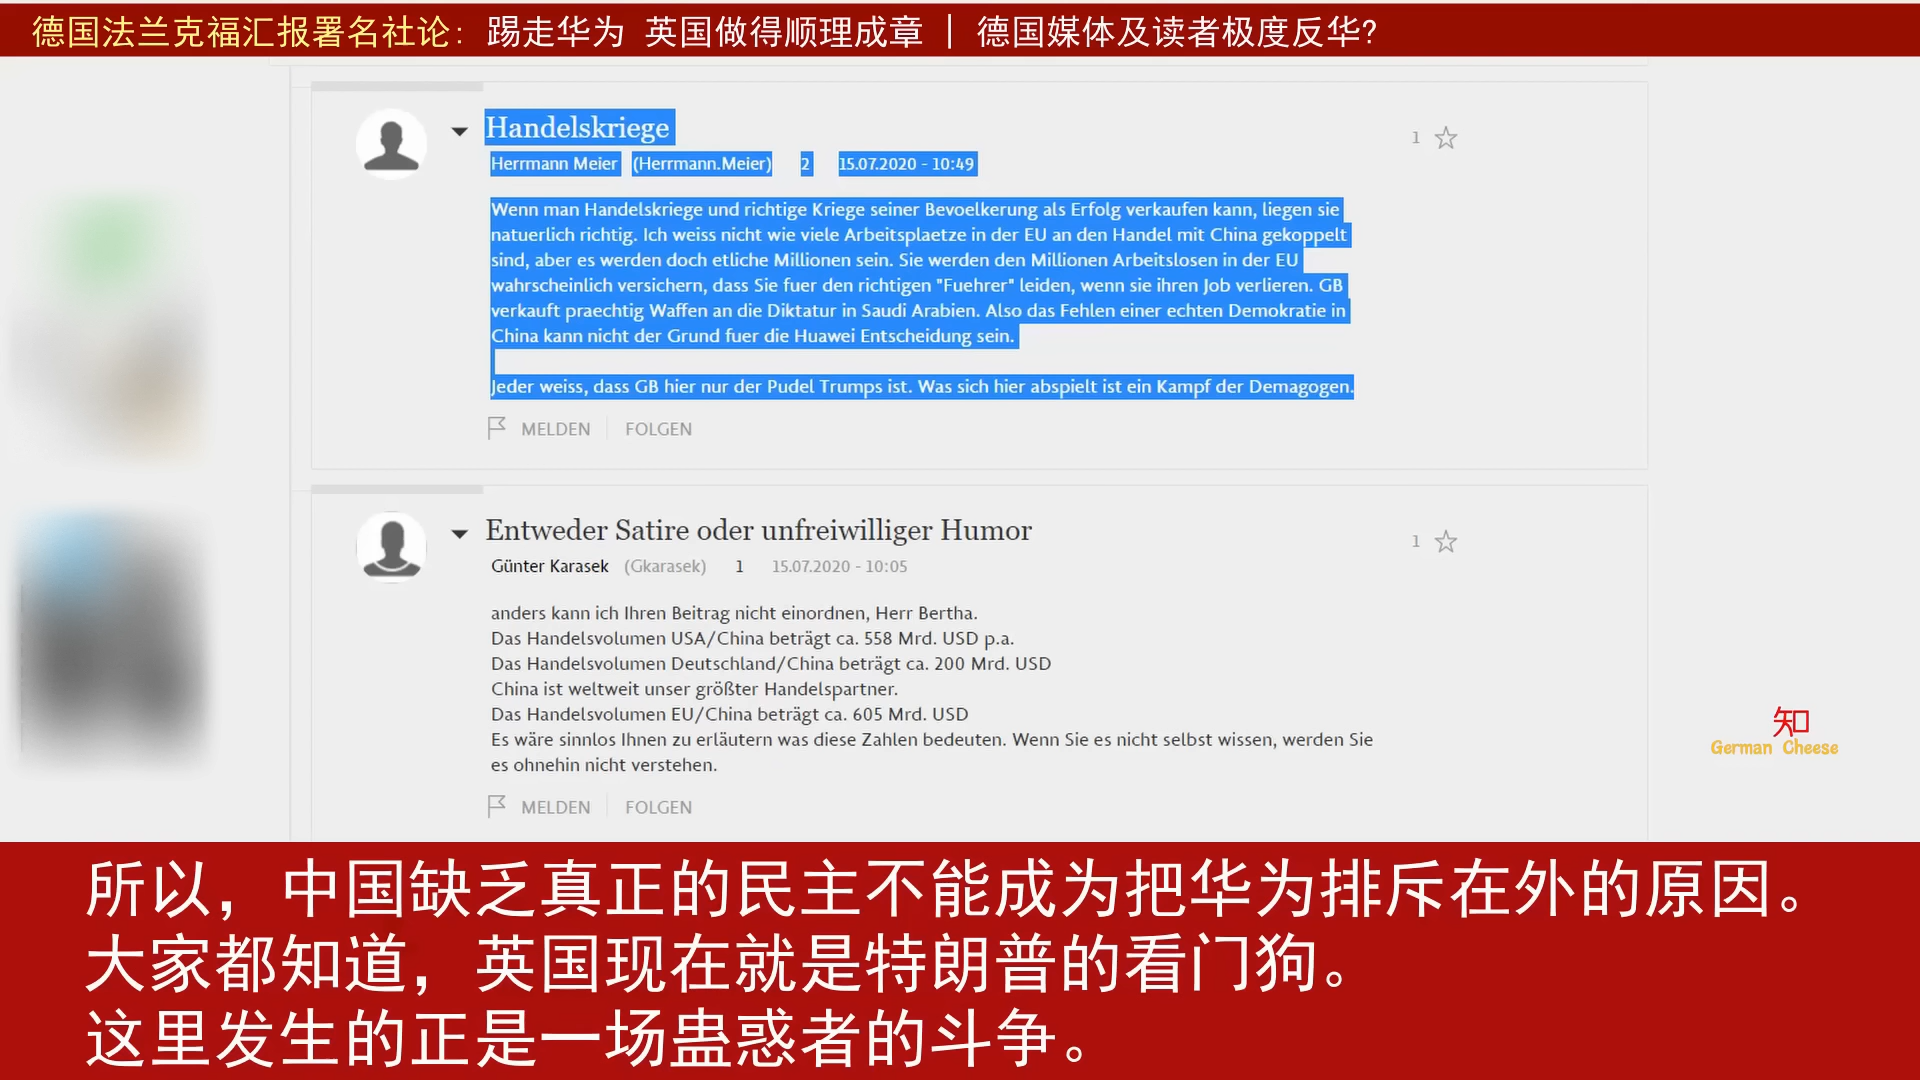 德国法兰克福汇报署名社论：踢走华为 英国做得顺理成章 | 德国媒体及读者极度反华?
Handelskriege
1
Herrmann Meier (Herrmann.Meier) 2 15.07.2020 - 10:49
Wenn man Handelskriege und richtige Kriege seiner Bevoelkerung als Erfolg verkaufen kann, liegen sie
natuerlich richtig. Ich weiss nicht wie viele Arbeitsplaetze in der EU an den Handel mit China gekoppelt
sind, aber es werden doch etliche Millionen sein. Sie werden den Millionen Arbeitslosen in der EU
wahrscheinlich versichern, dass Sie fuer den richtigen "Fuehrer" leiden, wenn sie ihren Job verlieren. GB
verkauft praechtig Waffen an die Diktatur in Saudi Arabien. Also das Fehlen einer echten Demokratie in
China kann nicht der Grund fuer die Huawei Entscheidung sein.
Jeder weiss, dass GB hier nur der Pudel Trumps ist. Was sich hier abspielt ist ein Kampf der Demagogen.
MELDEN FOLGEN
Entweder Satire oder unfreiwilliger Humor
1
Günter Karasek (Gkarasek) 1 15.07.2020 - 10:05
anders kann ich Ihren Beitrag nicht einordnen, Herr Bertha.
Das Handelsvolumen USA/China beträgt ca. 558 Mrd. USD p.a.
Das Handelsvolumen Deutschland/China beträgt ca. 200 Mrd. USD
China ist weltweit unser größter Handelspartner.
Das Handelsvolumen EU/China beträgt ca. 605 Mrd. USD
Es wäre sinnlos Ihnen zu erläutern was diese Zahlen bedeuten. Wenn Sie es nicht selbst wissen, werden Sie
es ohnehin nicht verstehen.
MELDEN FOLGEN
知
German Cheese
所以，中国缺乏真正的民主不能成为把华为排斥在外的原因。
大家都知道，英国现在就是特朗普的看门狗。
这里发生的正是一场蛊惑者的斗争。